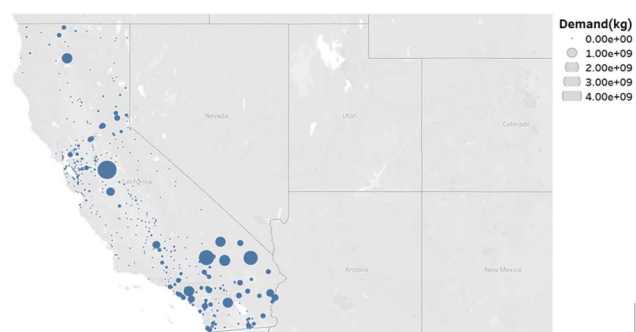 Demand(kg)
0.00e+00
1.00e+09
2.00e+09
3.00e+09
4.00e+09
Nevada
Utah
Colorado
California
Arizona
New Mexico